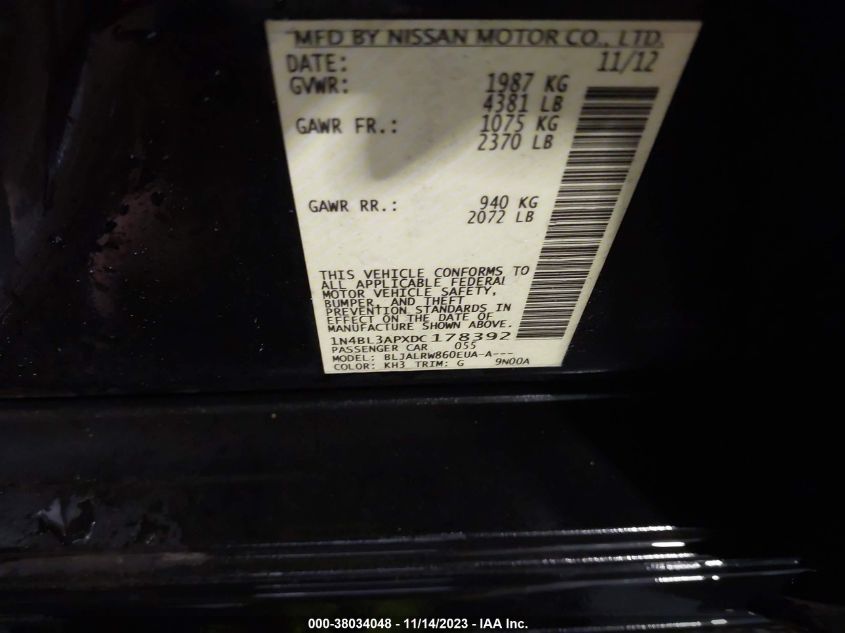 MFD BY NISSAN MOTOR CO., LTD.
DATE: 11/12
GVWR: 1987 KG
4381 LB
GAWR FR.: 1075 KG
2370 LB
GAWR RR.: 940 KG
2072 LB
THIS VEHICLE CONFORMS TO
ALL APPLICABLE FEDERAL
MOTOR VEHICLE SAFETY,
BUMPER, AND THEFT
PREVENTION STANDARDS IN
EFFECT ON THE DATE OF
MANUFACTURE SHOWN ABOVE.
1N4BL3APXDC178392
PASSENGER CAR 055
MODEL: BLJALRW860EUA-A---
COLOR: KH3 TRIM: G 9N00A
000-38034048 - 11/14/2023 - IAA Inc.